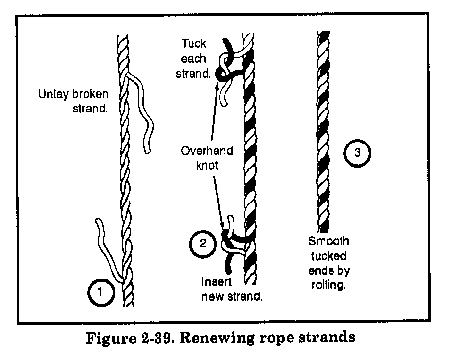 Unlay broken
strand.
1
Tuck
each
strand.
Overhand
knot
2
Insert
new strand.
3
Smooth
tucked
ends by
rolling.
Figure 2-39. Renewing rope strands